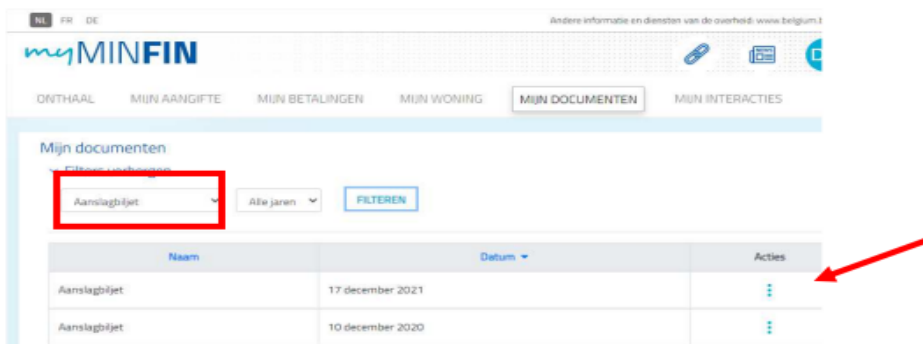 NL FR DE
Andere informatie en diensten van de overheid: www.belgium.b
myMINFIN
ONTHAAL MIJN AANGIFTE MIJN BETALINGEN MIJN WONING MIJN DOCUMENTEN MIJN INTERACTIES
Mijn documenten
Filters verbergen
Aanslagbiljet Alle jaren FILTEREN
Naam Datum Acties
Aanslagbiljet 17 december 2021
Aanslagbiljet 10 december 2020